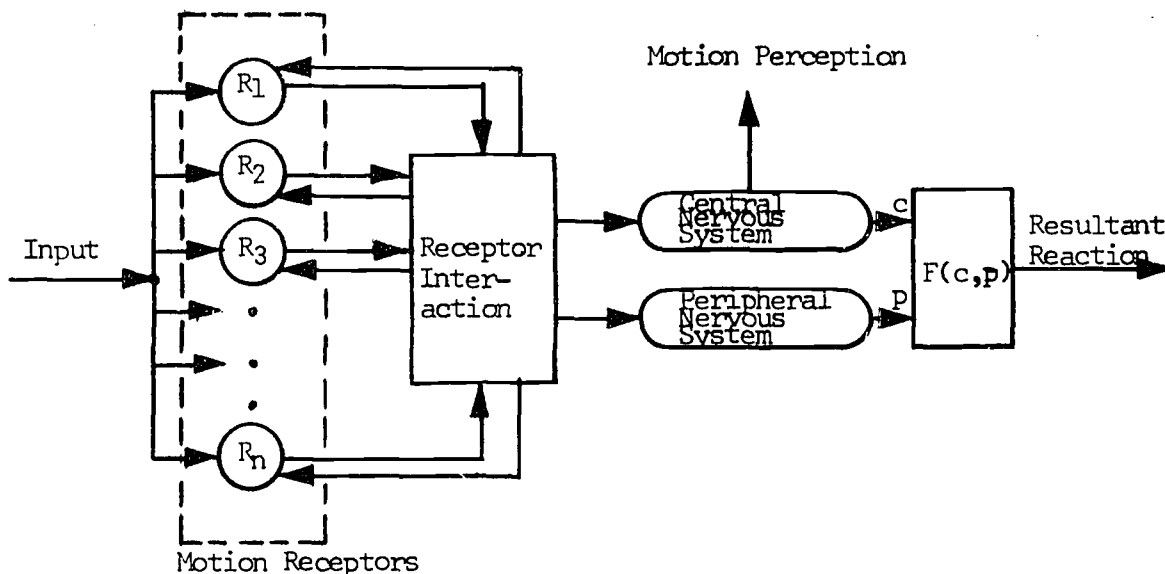 Motion Perception
R1
R2
R3
Rn
Input
Receptor
Inter-
action
Central
Nervous
System
Peripheral
Nervous
System
c
p
F(c,p)
Resultant
Reaction
Motion Receptors